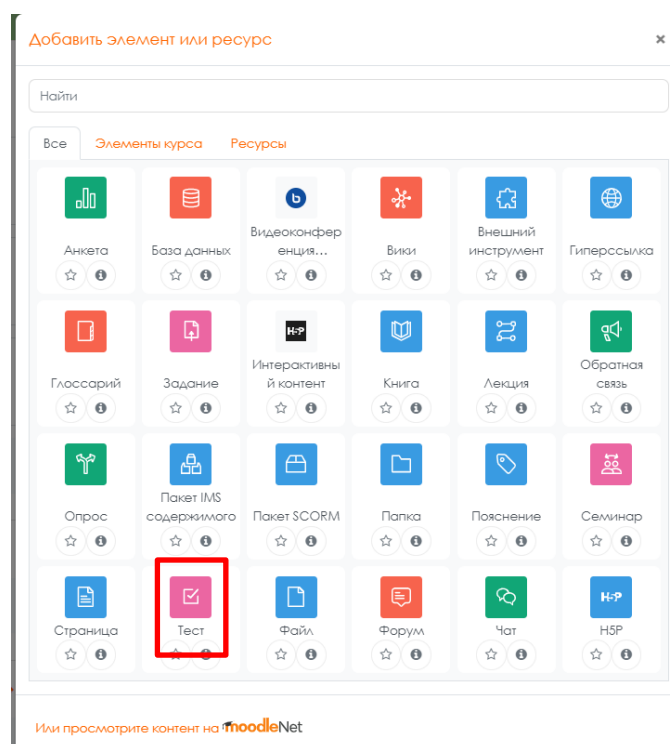 Добавить элемент или ресурс
×
Найти
Все Элементы курса Ресурсы
Видеоконфер Внешний
Анкета База данных енция... Вики инструмент Гиперссылка
H-P
Интерактивны Обратная
Глоссарий Задание й контент Книга Лекция связь
Пакет IMS
Опрос содержимого Пакет SCORM Папка Пояснение Семинар
H-P
Страница Тест Файл Форум Чат H5P
Или просмотрите контент на moodleNet